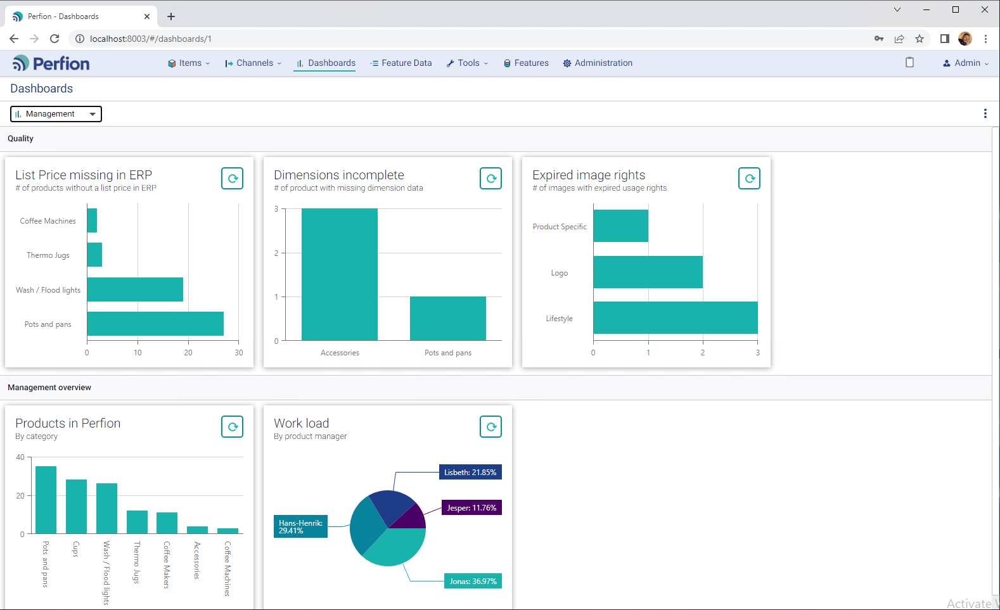 Perfion - Dashboards
localhost:8003/#/dashboards/1
Perfion
Items
Channels
Dashboards
Feature Data
Tools
Features
Administration
Admin
Dashboards
Management
Quality
List Price missing in ERP
# of products without a list price in ERP
Coffee Machines
Thermo Jugs
Wash / Flood lights
Pots and pans
0 10 20 30
Dimensions incomplete
# of product with missing dimension data
3
2
1
0
Accessories Pots and pans
Expired image rights
# of images with expired usage rights
Product Specific
Logo
Lifestyle
0 1 2 3
Management overview
Products in Perfion
By category
40
20
0
Pots and pans
Cups
Wash / Flood lights
Thermo Jugs
Coffee Makers
Accessories
Coffee Machines
Work load
By product manager
Lisbeth: 21.85%
Jesper: 11.76%
Hans-Henrik:
29.41%
Jonas: 36.97%
Activate